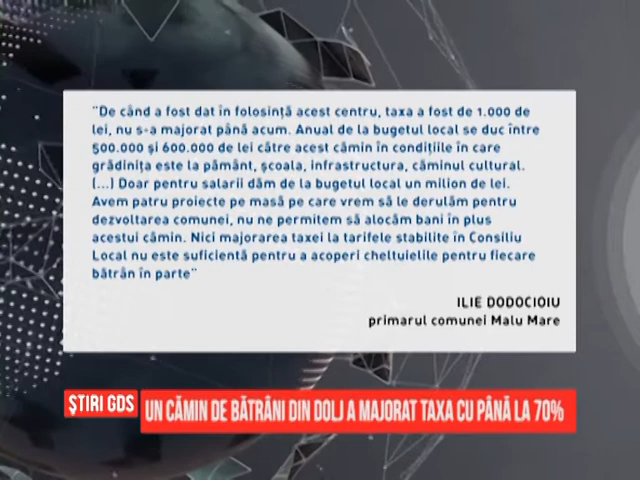 "De când a fost dat în folosință acest centru, taxa a fost de 1.000 de
lei, nu s-a majorat până acum. Anual de la bugetul local se duc între
500.000 și 600.000 de lei către acest cămin în condițiile în care
grădinița este la pământ, școala, infrastructura, căminul cultural.
(...) Doar pentru salarii dăm de la bugetul local un milion de lei.
Avem patru proiecte pe masă pe care vrem să le derulăm pentru
dezvoltarea comunei, nu ne permitem să alocăm bani în plus
acestui cămin. Nici majorarea taxei la tarifele stabilite în Consiliu
Local nu este suficientă pentru a acoperi cheltuielile pentru fiecare
bătrân în parte"
ILIE DODOCIOIU
primarul comunei Malu Mare
ȘTIRI GDS
UN CĂMIN DE BĂTRÂNI DIN DOLJ A MAJORAT TAXA CU PÂNĂ LA 70%